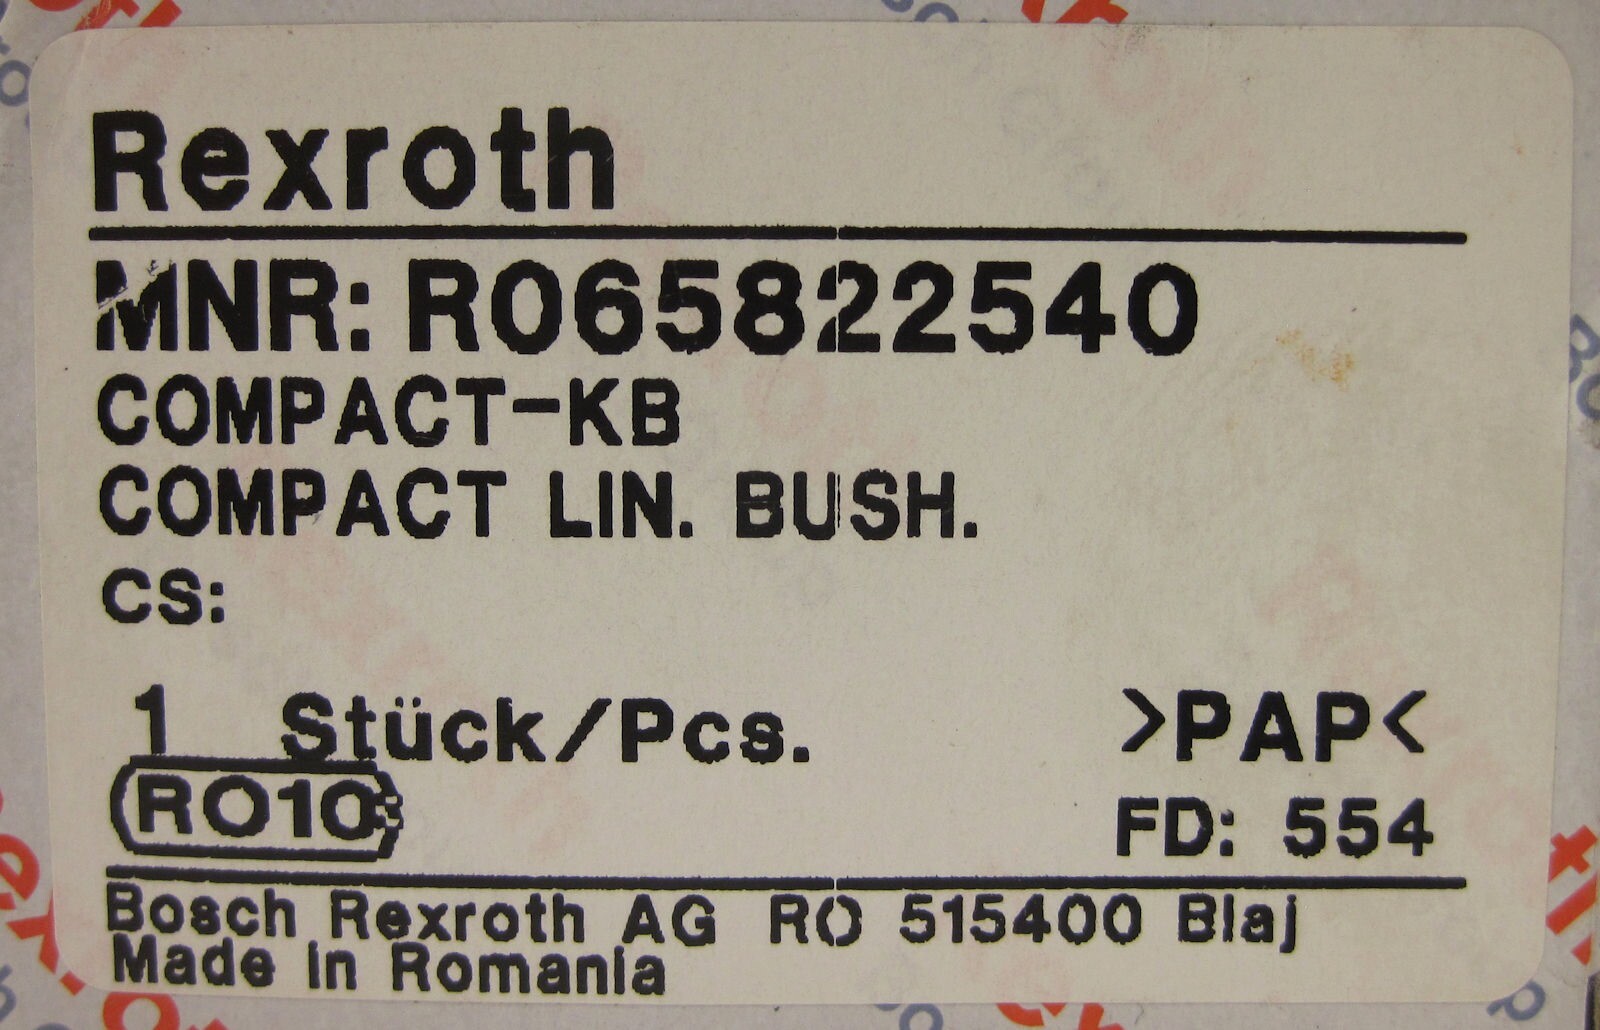 Rexroth
MNR: R065822540
COMPACT-KB
COMPACT LIN. BUSH.
CS:
1 Stück/Pcs. >PAP<
RO103 FD: 554
Bosch Rexroth AG RO 515400 Blaj
Made in Romania